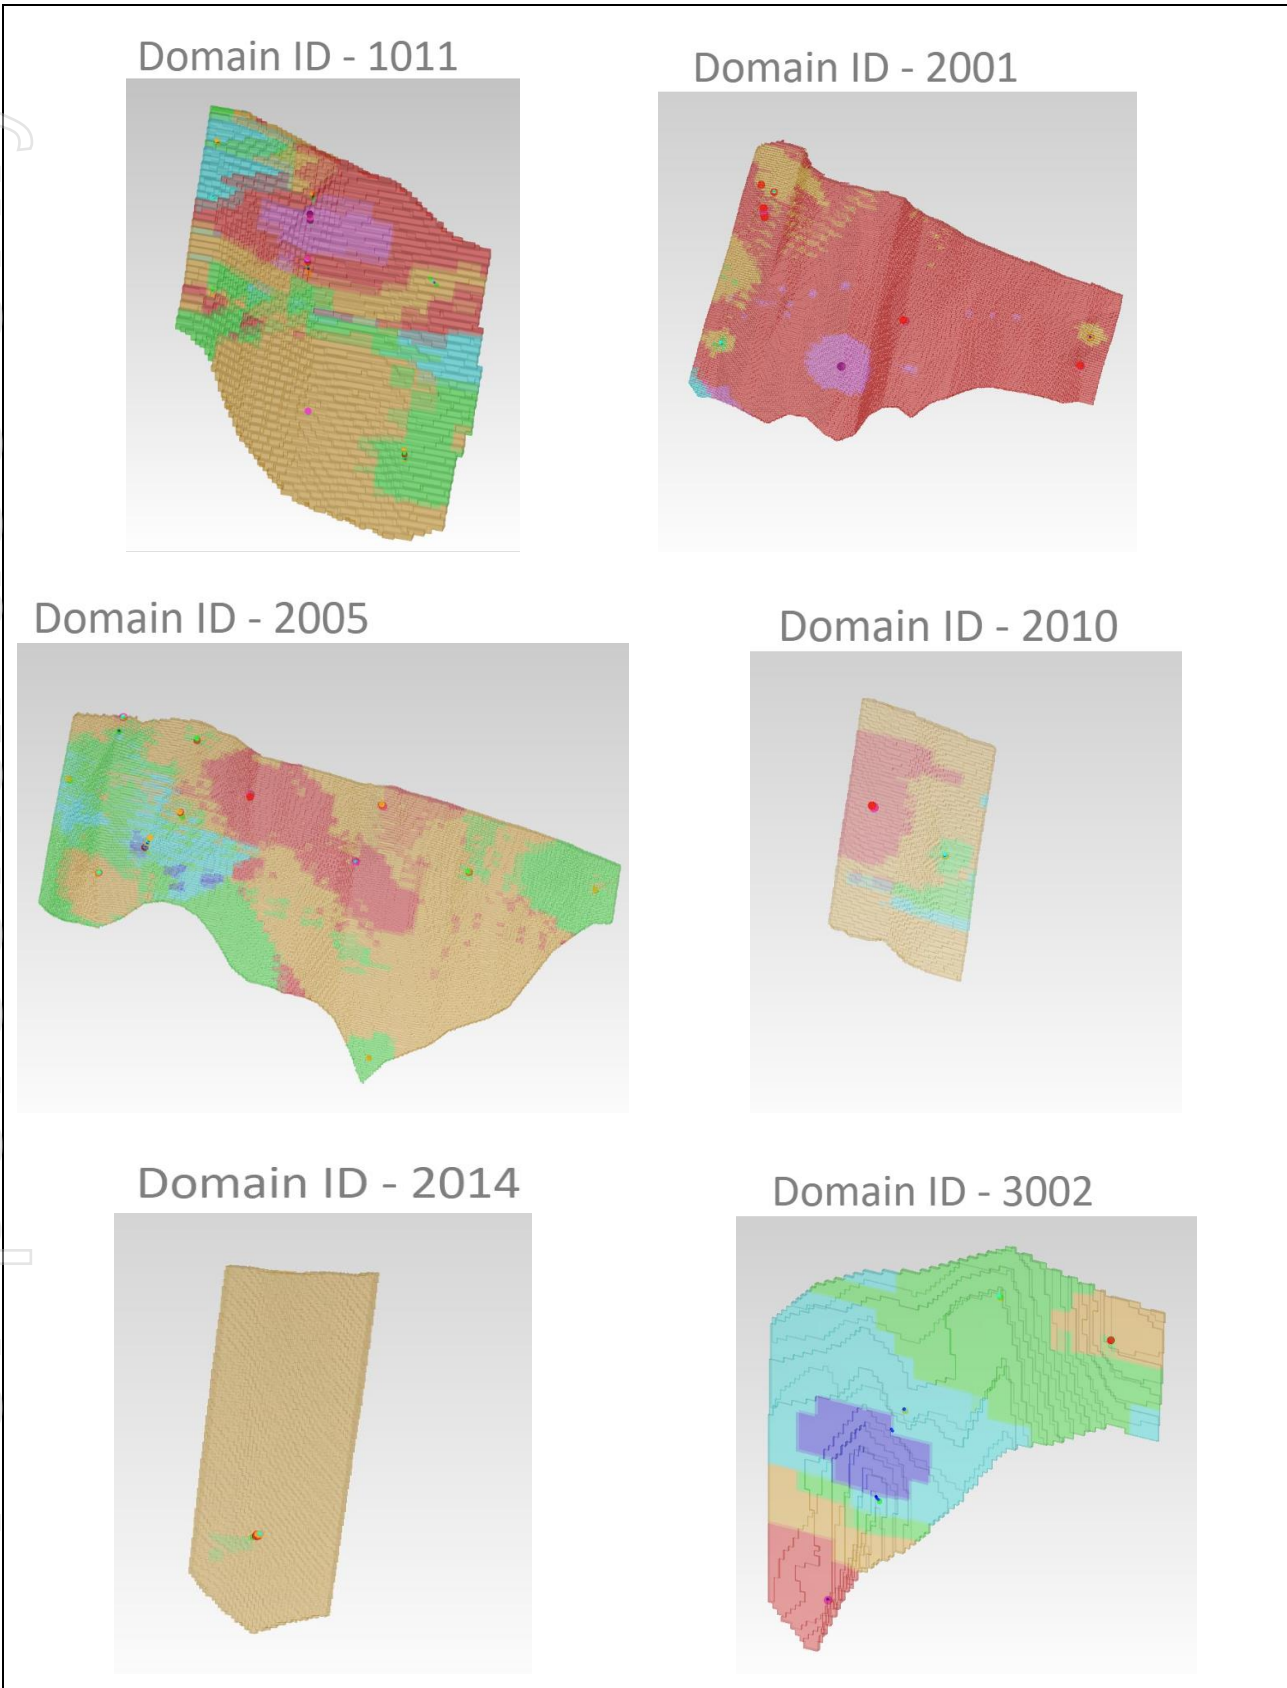 Domain ID - 1011
Domain ID - 2001
Domain ID - 2005
Domain ID - 2010
Domain ID - 2014
Domain ID - 3002